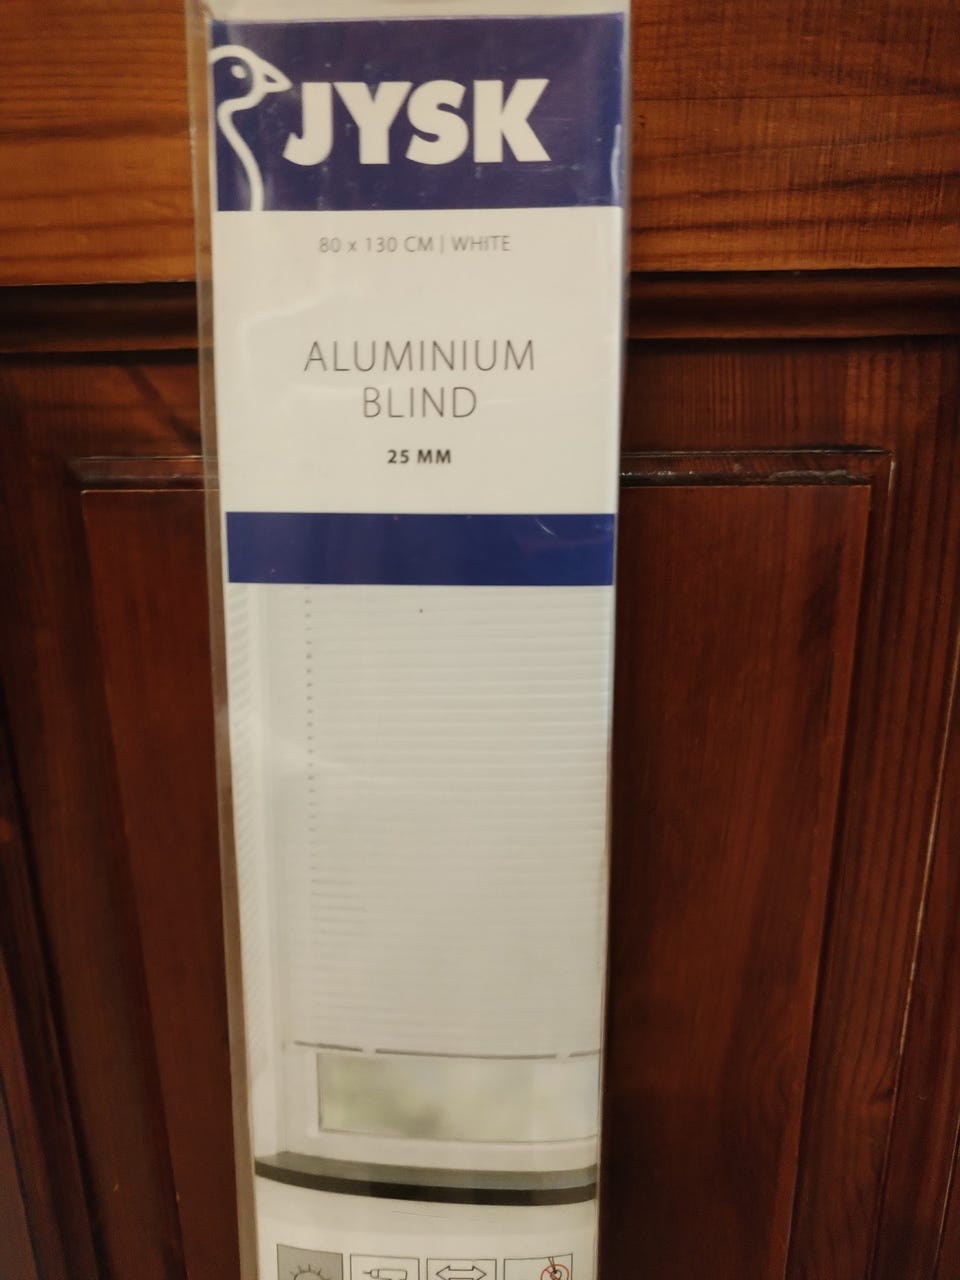 JYSK
80 x 130 CM | WHITE
ALUMINIUM
BLIND
25 MM